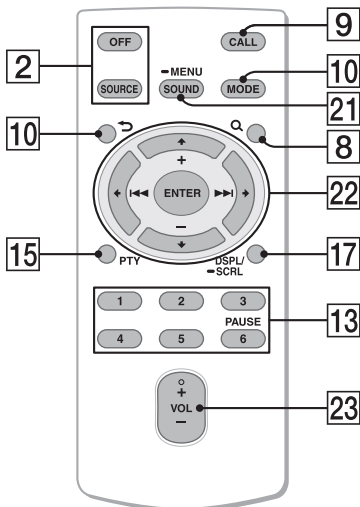 9
OFF
CALL
2
–MENU
10
SOURCE
SOUND
MODE
21
10
8
+
ENTER
22
–
15
PTY
DSPL/
–SCRL
17
1
2
3
PAUSE
13
4
5
6
+
VOL
23
–